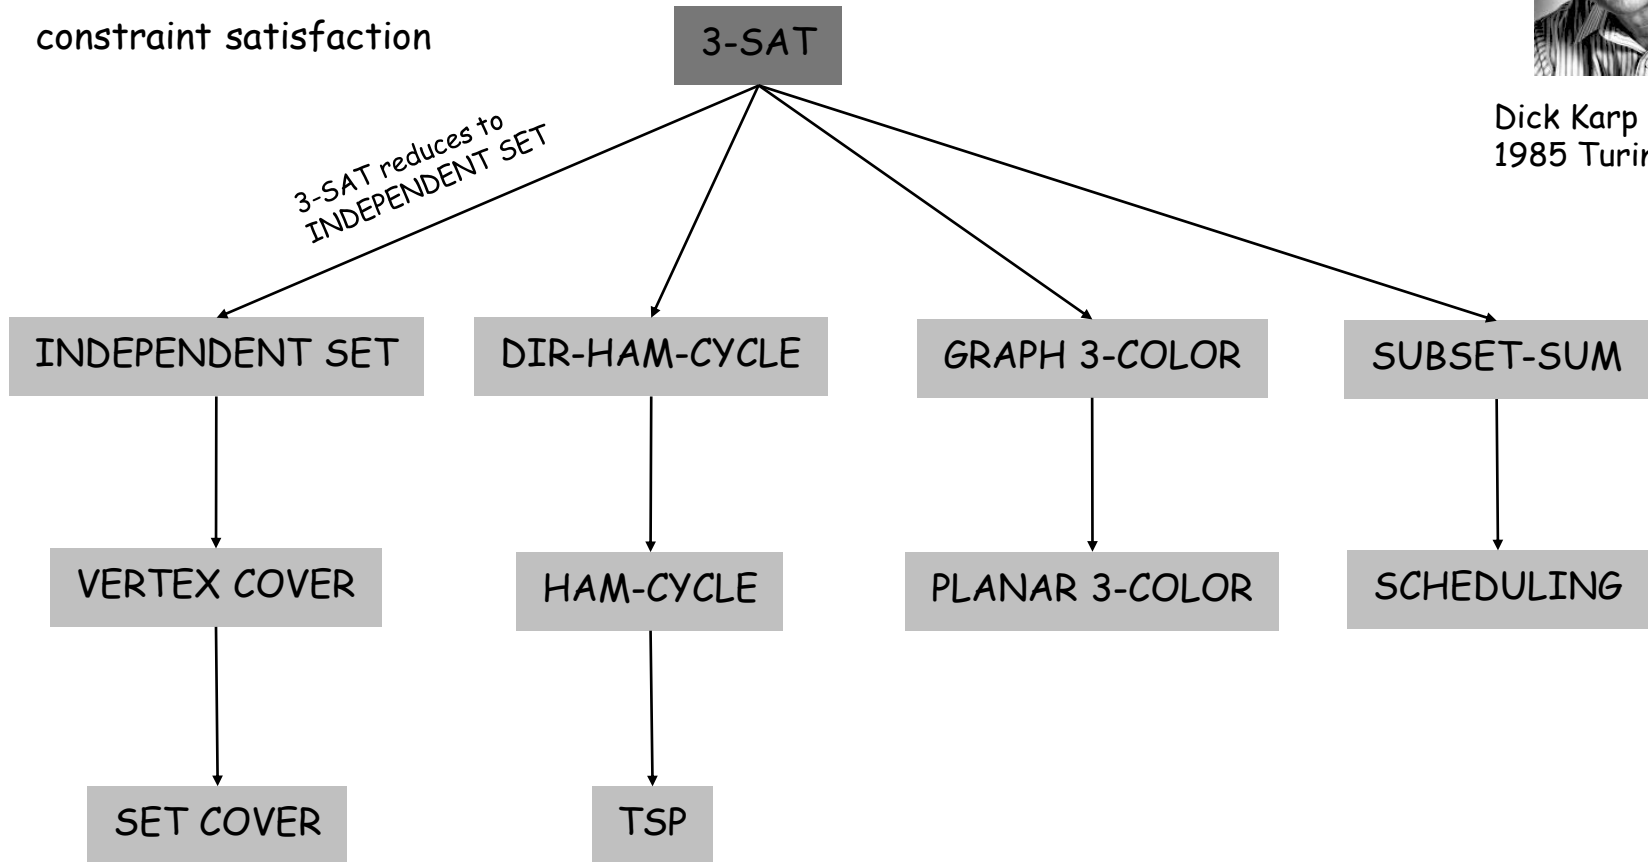 constraint satisfaction
3-SAT
Dick Karp
1985
3-SAT reduces to
INDEPENDENT SET
INDEPENDENT SET
DIR-HAM-CYCLE
GRAPH 3-COLOR
SUBSET-SUM
VERTEX COVER
HAM-CYCLE
PLANAR 3-COLOR
SCHEDULING
SET COVER
TSP